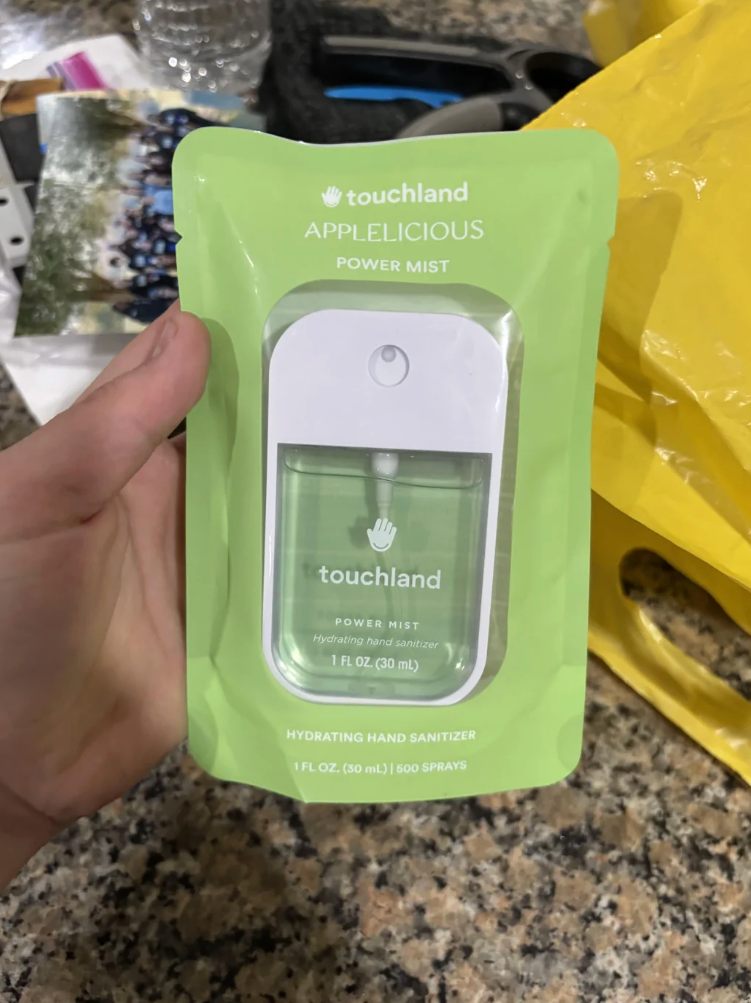 touchland
APPLELICIOUS
POWER MIST
touchland
POWER MIST
Hydrating hand sanitizer
1 FL OZ. (30 mL)
HYDRATING HAND SANITIZER
1 FL OZ. (30 mL) | 500 SPRAYS